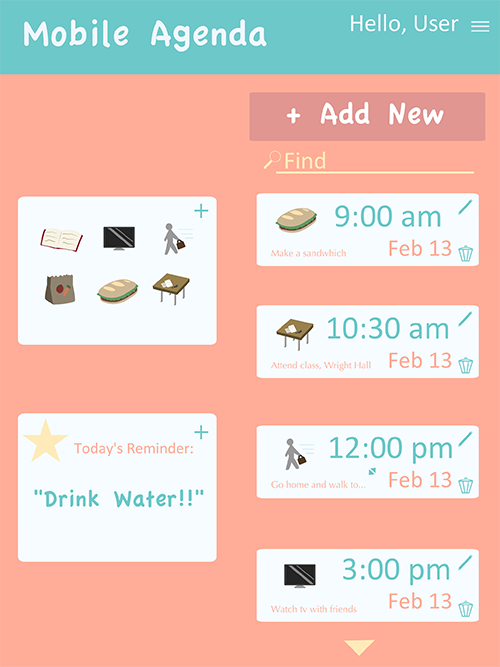 Mobile Agenda
Hello, User
+ Add New
Find
9:00 am
Feb 13
Make a sandwhich
10:30 am
Feb 13
Attend class, Wright Hall
12:00 pm
Feb 13
Go home and walk to...
3:00 pm
Feb 13
Watch tv with friends
Today's Reminder:
"Drink Water!!"